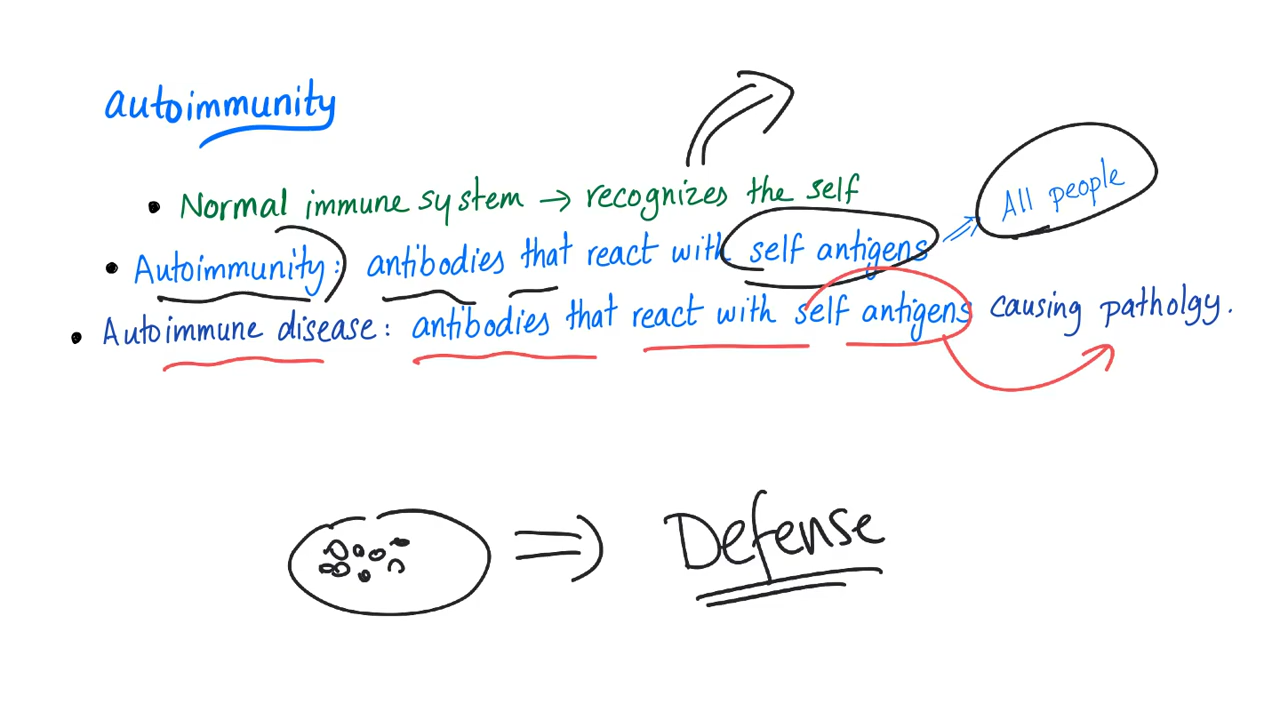 autoimmunity
• Normal immune system → recognizes the self
All people
• Autoimmunity: antibodies that react with self antigens ⇒
• Autoimmune disease: antibodies that react with self antigens causing patholgy.
⇒ Defense